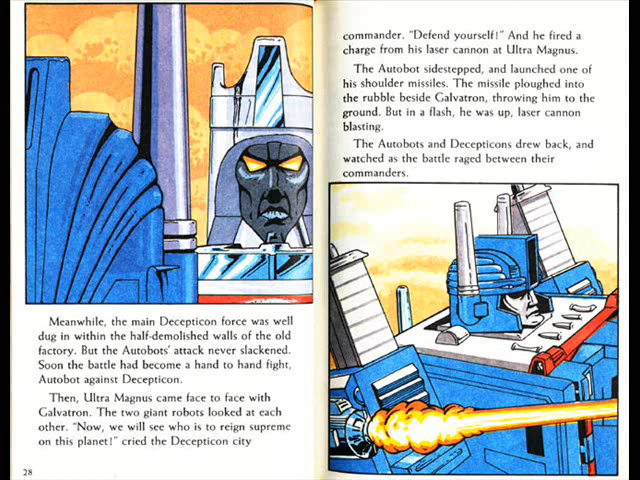 Meanwhile, the main Decepticon force was well
dug in within the half-demolished walls of the old
factory. But the Autobots' attack never slackened.
Soon the battle had become a hand to hand fight,
Autobot against Decepticon.
Then, Ultra Magnus came face to face with
Galvatron. The two giant robots looked at each
other. "Now, we will see who is to reign supreme
on this planet!" cried the Decepticon city
28
commander. "Defend yourself!" And he fired a
charge from his laser cannon at Ultra Magnus.
The Autobot sidestepped, and launched one of
his shoulder missiles. The missile ploughed into
the rubble beside Galvatron, throwing him to the
ground. But in a flash, he was up, laser cannon
blasting.
The Autobots and Decepticons drew back, and
watched as the battle raged between their
commanders.